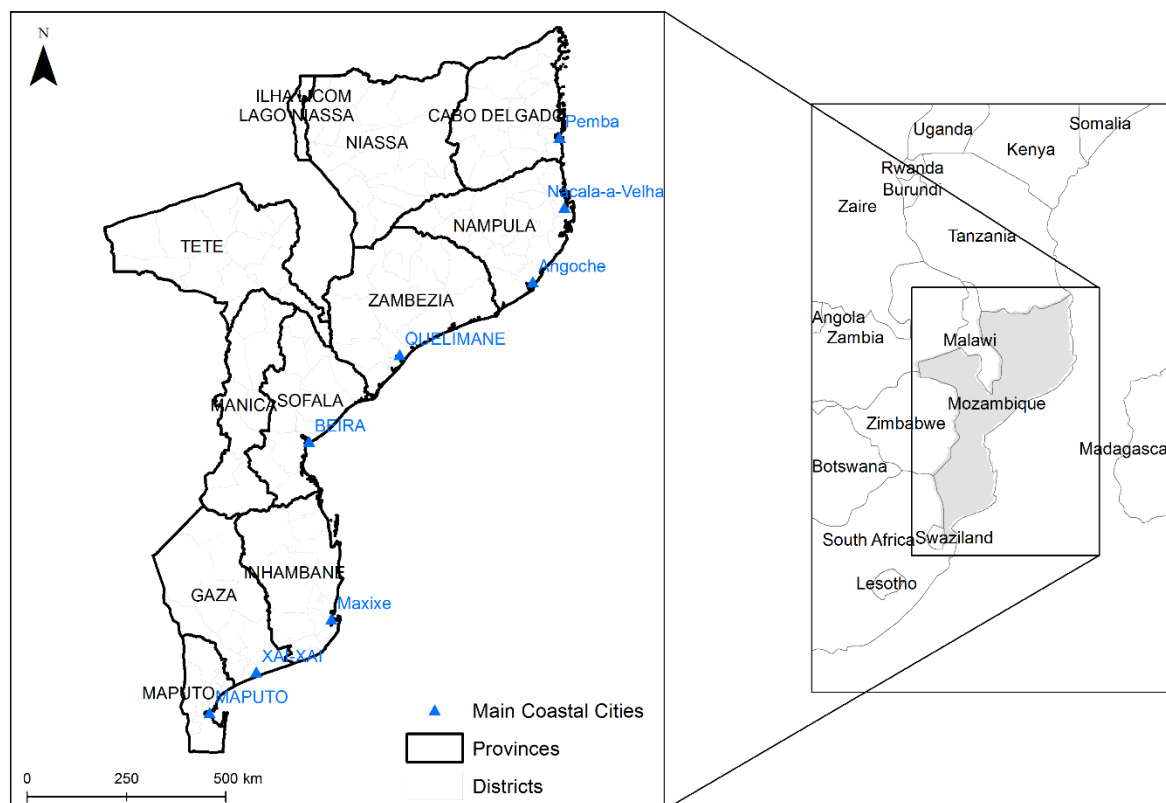 N
ILHA LICOM
LAGO NIASSA
NIASSA
CABO DELGADO
Pemba
Nacala-a-Velha
NAMPULA
TETE
Angoche
ZAMBEZIA
QUELIMANE
MANICA
SOFALA
BEIRA
INHAMBANE
GAZA
Maxixe
XAI-XAI
MAPUTO
MAPUTO
Main Coastal Cities
Provinces
Districts
0 250 500 km
Uganda
Somalia
Kenya
Rwanda
Burundi
Zaire
Tanzania
Angola
Zambia
Malawi
Mozambique
Zimbabwe
Madagascar
Botswana
South Africa
Swaziland
Lesotho